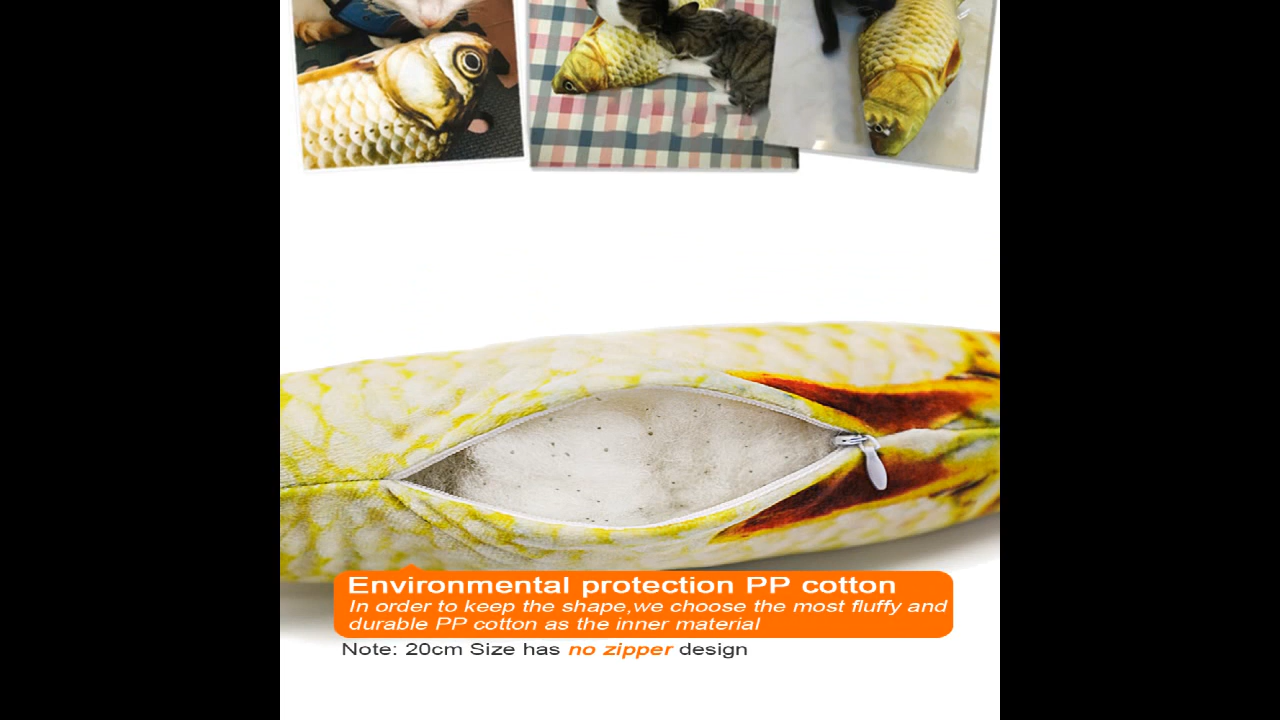 Environmental protection PP cotton
In order to keep the shape,we choose the most fluffy and
durable PP cotton as the inner material
Note: 20cm Size has no zipper design